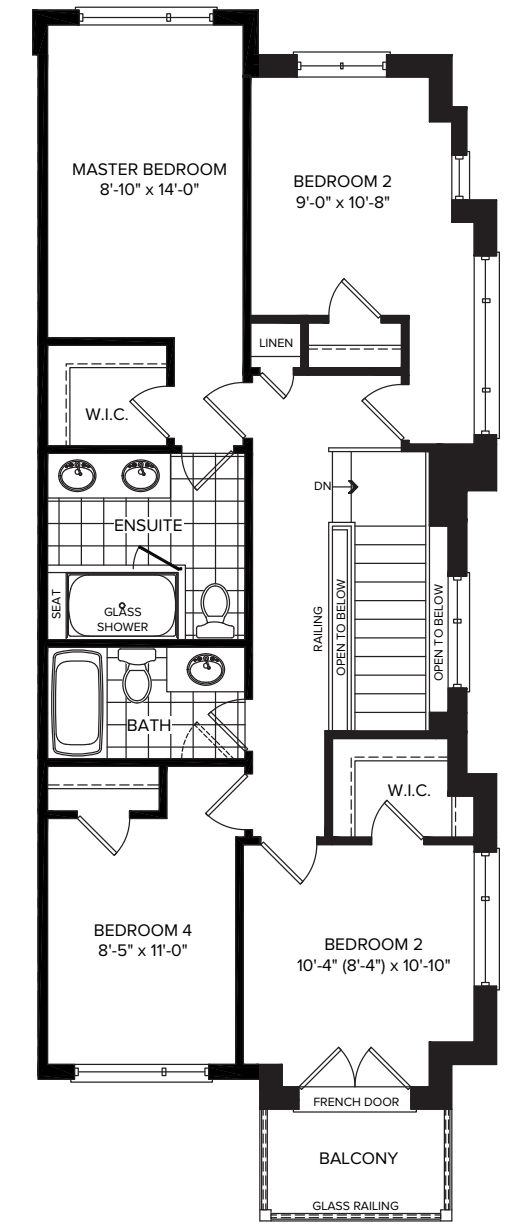 MASTER BEDROOM
8'-10" x 14'-0"
BEDROOM 2
9'-0" x 10'-8"
LINEN
W.I.C.
DN
ENSUITE
SEAT
GLASS
SHOWER
RAILING
OPEN TO BELOW
OPEN TO BELOW
BATH
W.I.C.
BEDROOM 4
8'-5" x 11'-0"
BEDROOM 2
10'-4" (8'-4") x 10'-10"
FRENCH DOOR
BALCONY
GLASS RAILING